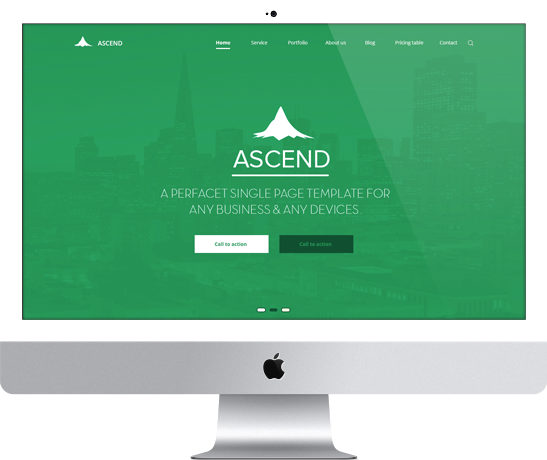 ASCEND
Home Service Portfolio About us Blog Pricing table Contact
ASCEND
A PERFACET SINGLE PAGE TEMPLATE FOR
ANY BUSINESS & ANY DEVICES
Call to action Call to action